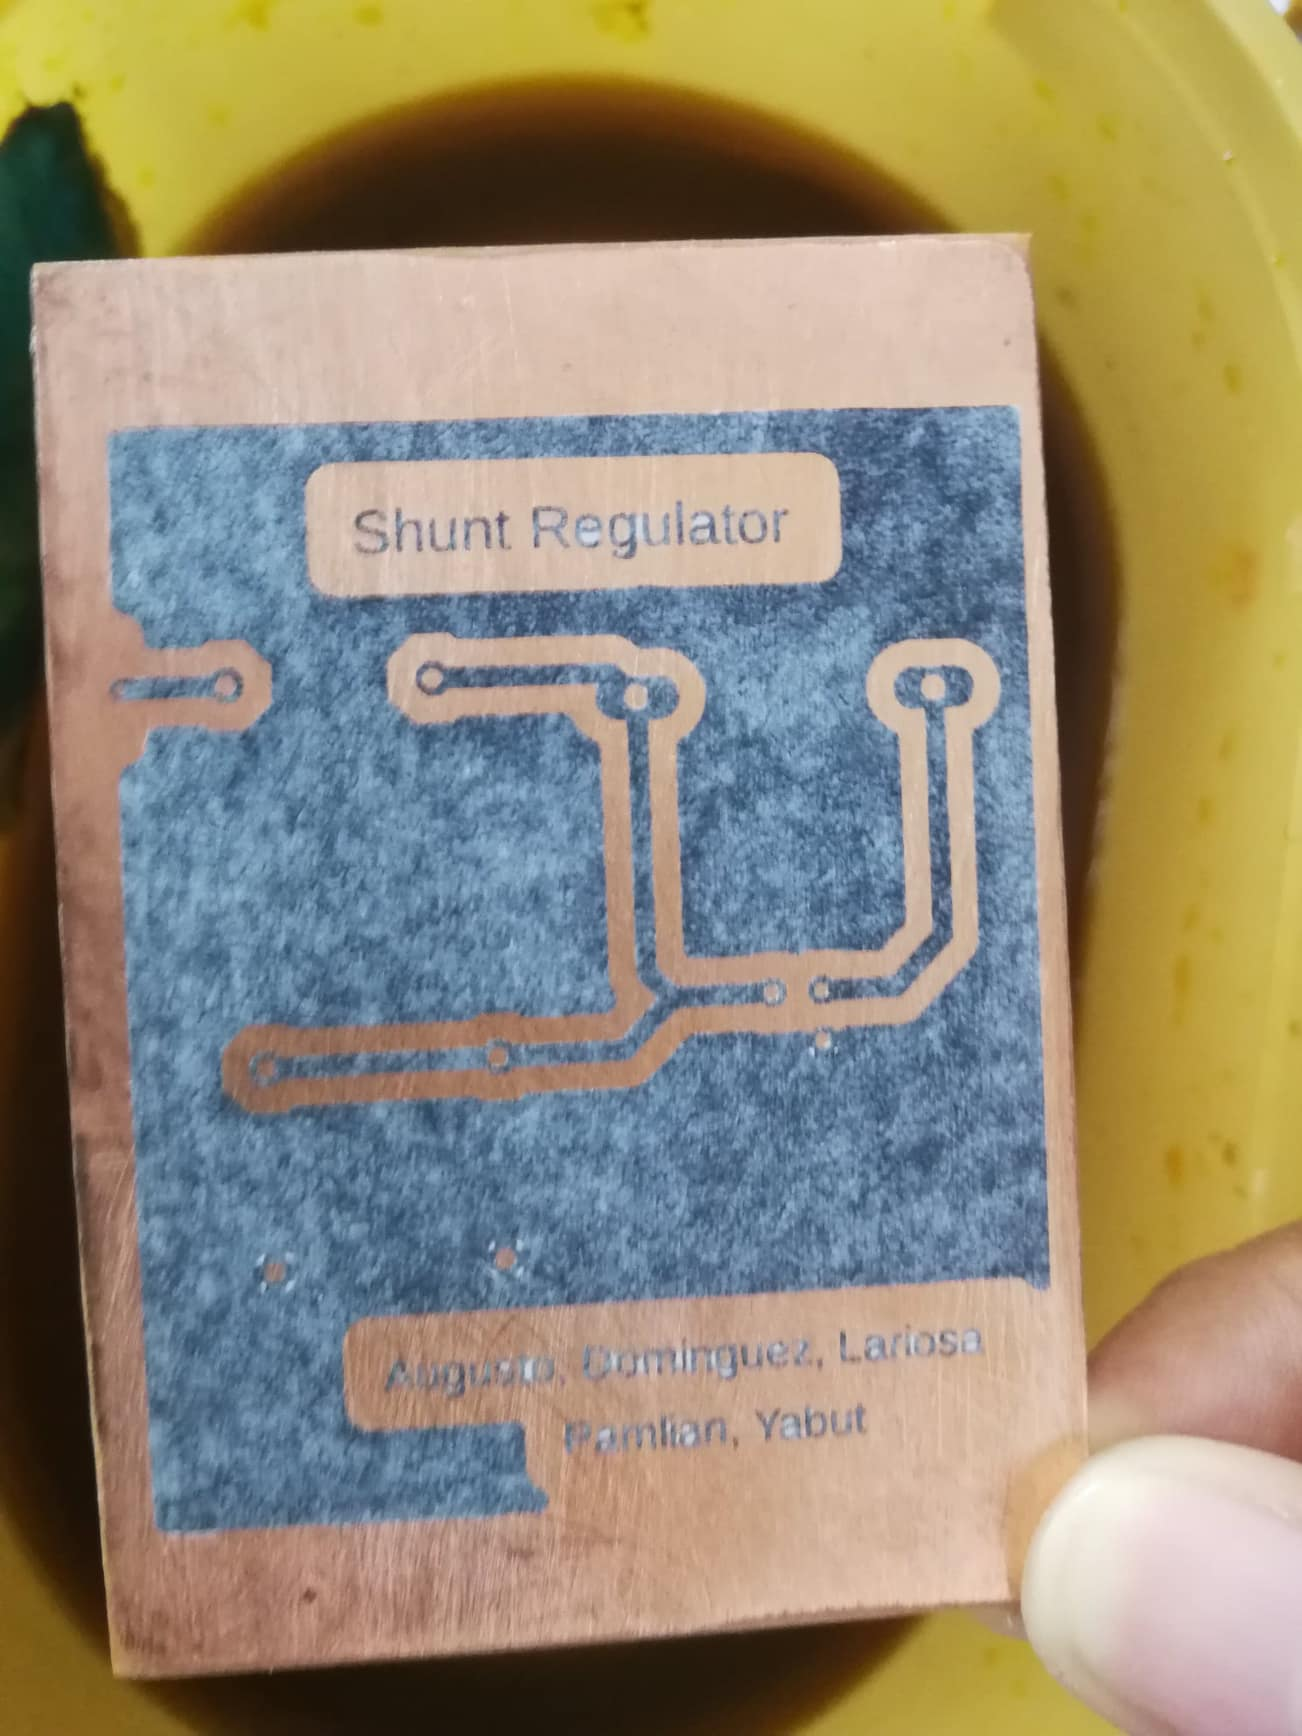 Shunt Regulator
Augusto, Dominguez, Lariosa
Pamlian, Yabut